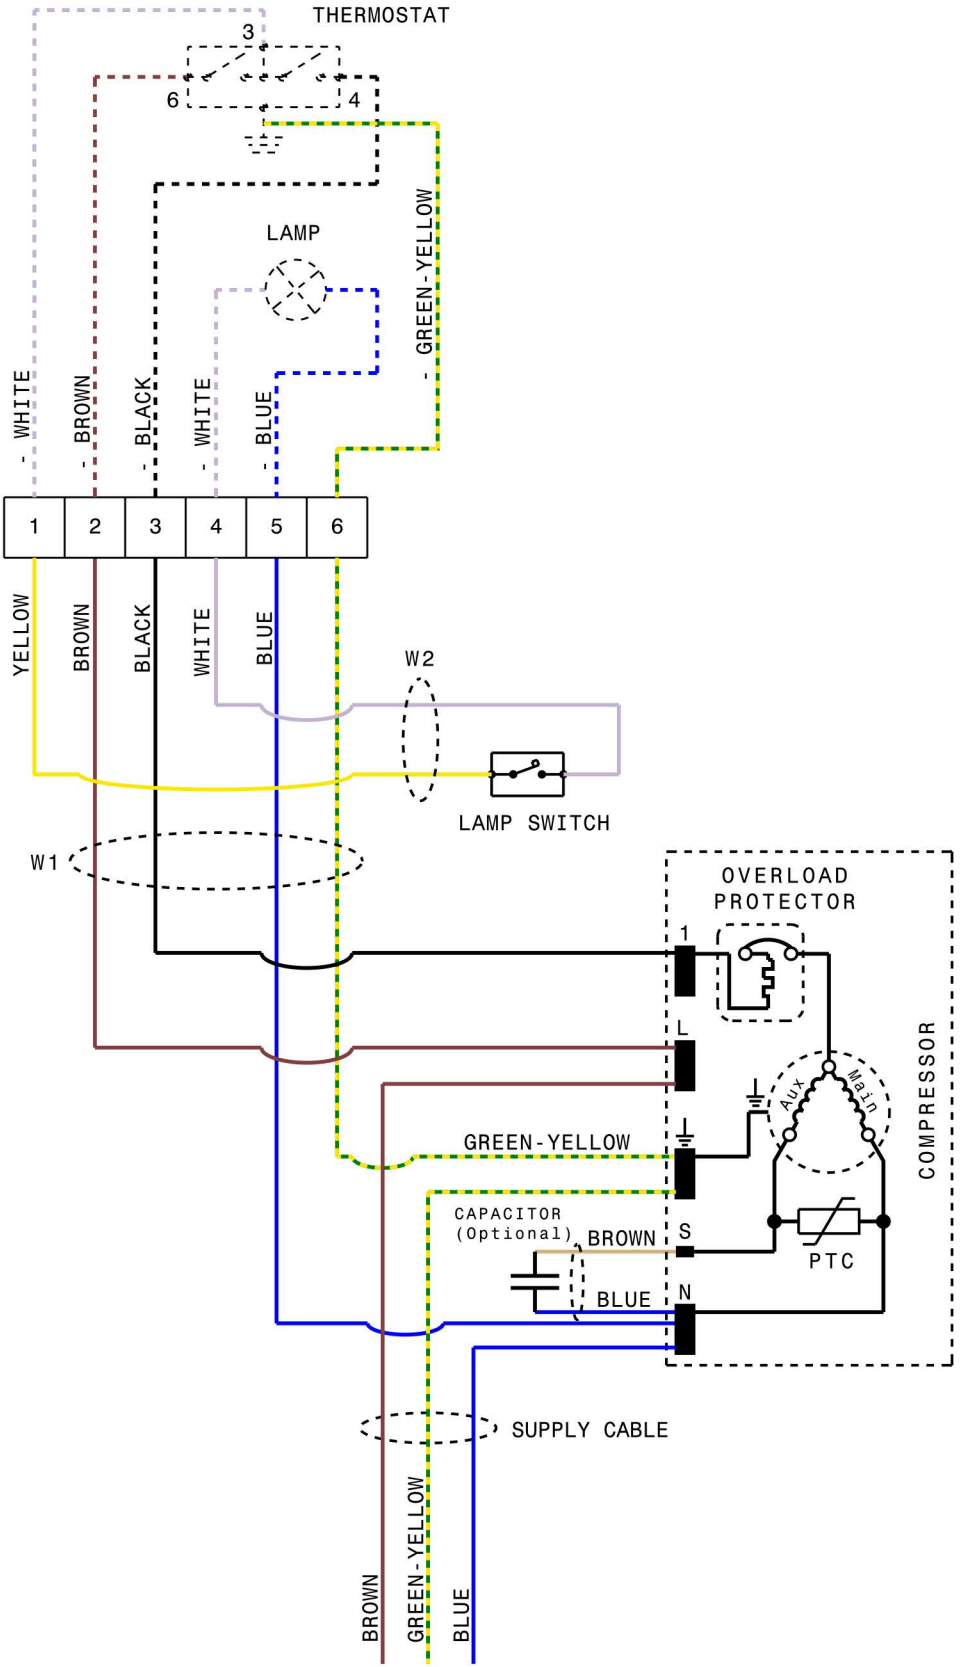 THERMOSTAT
3
6
4
LAMP
- WHITE
- BROWN
- BLACK
- WHITE
- BLUE
- GREEN-YELLOW
1 2 3 4 5 6
YELLOW
BROWN
BLACK
WHITE
BLUE
W2
LAMP SWITCH
W1
OVERLOAD
PROTECTOR
1
L
COMPRESSOR
Aux
Main
GREEN-YELLOW
CAPACITOR
(Optional)
BROWN
S
PTC
BLUE
N
SUPPLY CABLE
BROWN
GREEN-YELLOW
BLUE